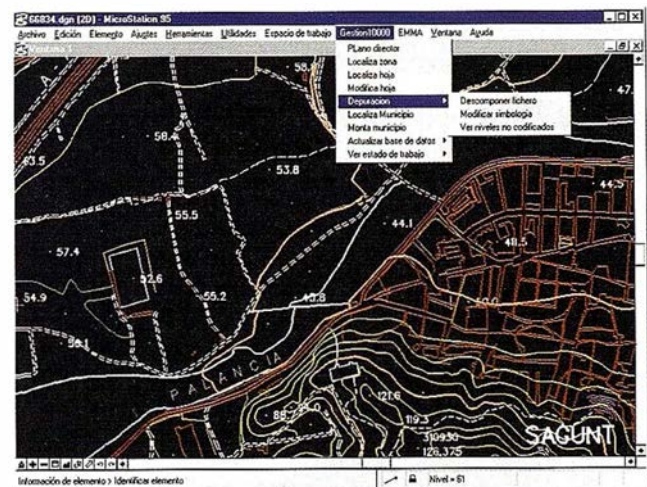 66834.dgn (2D) - MicroStation 95
Archivo Edición Elemento Ajustes Herramientas Utilidades Espacio de trabajo Gestion10000 EMMA Ventana Ayuda
Ventana 1
PLano director
Localiza zona
Localiza hoja
Modifica hoja
Depuracion
Localiza Municipio
Monta municipio
Actualizar base de datos
Ver estado de trabajo
Descomponer fichero
Modificar simbologia
Ver niveles no codificados
A
58.4
63.5
53.8
44.5
55.5
44.1
57.4
52.6
54.9
55.2
PALANCIA
121.6
119.3
SAGUNT
Información de elemento > Identificar elemento
Nivel = 61